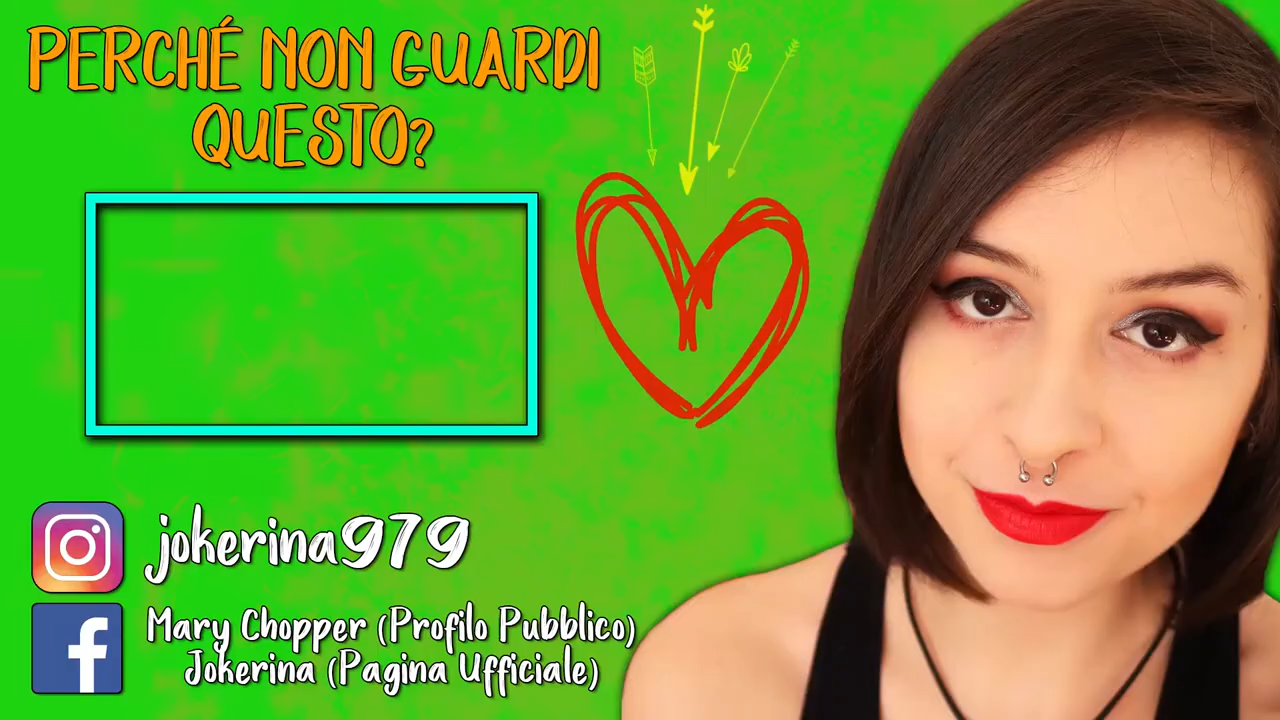 PERCHÉ NON GUARDI
QUESTO?
jokerina979
Mary Chopper (Profilo Pubblico)
Jokerina (Pagina Ufficiale)